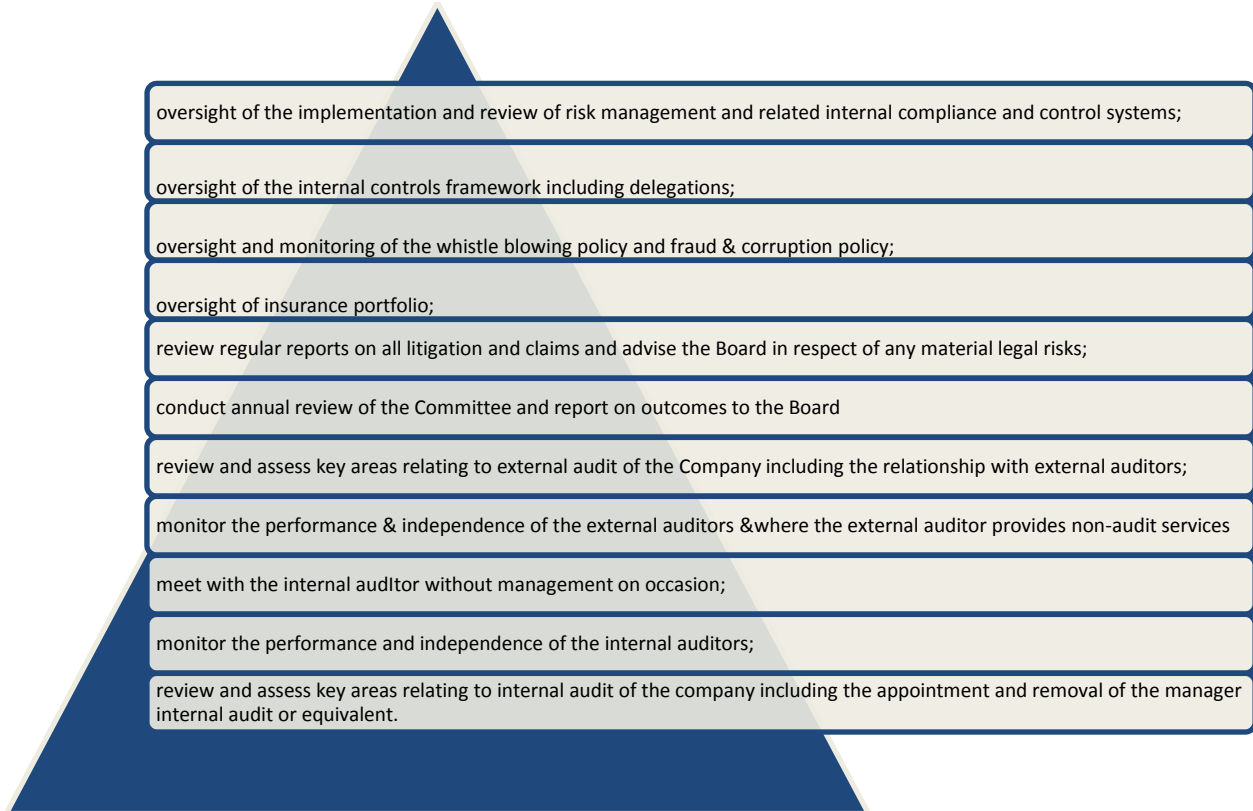 oversight of the implementation and review of risk management and related internal compliance and control systems;
oversight of the internal controls framework including delegations;
oversight and monitoring of the whistle blowing policy and fraud & corruption policy;
oversight of insurance portfolio;
review regular reports on all litigation and claims and advise the Board in respect of any material legal risks;
conduct annual review of the Committee and report on outcomes to the Board
review and assess key areas relating to external audit of the Company including the relationship with external auditors;
monitor the performance & independence of the external auditors &where the external auditor provides non-audit services
meet with the internal audItor without management on occasion;
monitor the performance and independence of the internal auditors;
review and assess key areas relating to internal audit of the company including the appointment and removal of the manager
internal audit or equivalent.